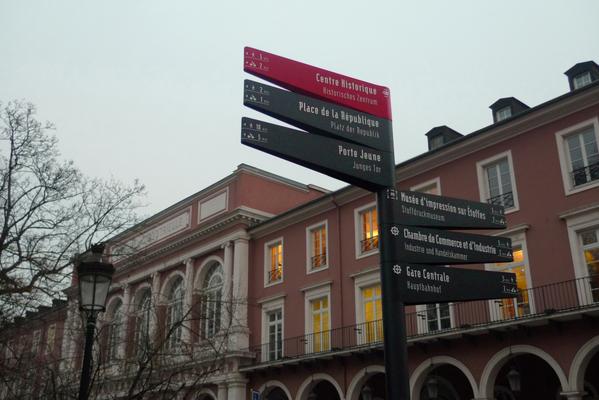 Centre Historique
Historisches Zentrum
Place de la République
Platz der Republik
Porte Jeune
Junges Tor
Musée d'impression sur Étoffes
Stoffdruckmuseum
Chambre de Commerce et d'Industrie
Industrie und Handelskammer
Gare Centrale
Hauptbahnhof